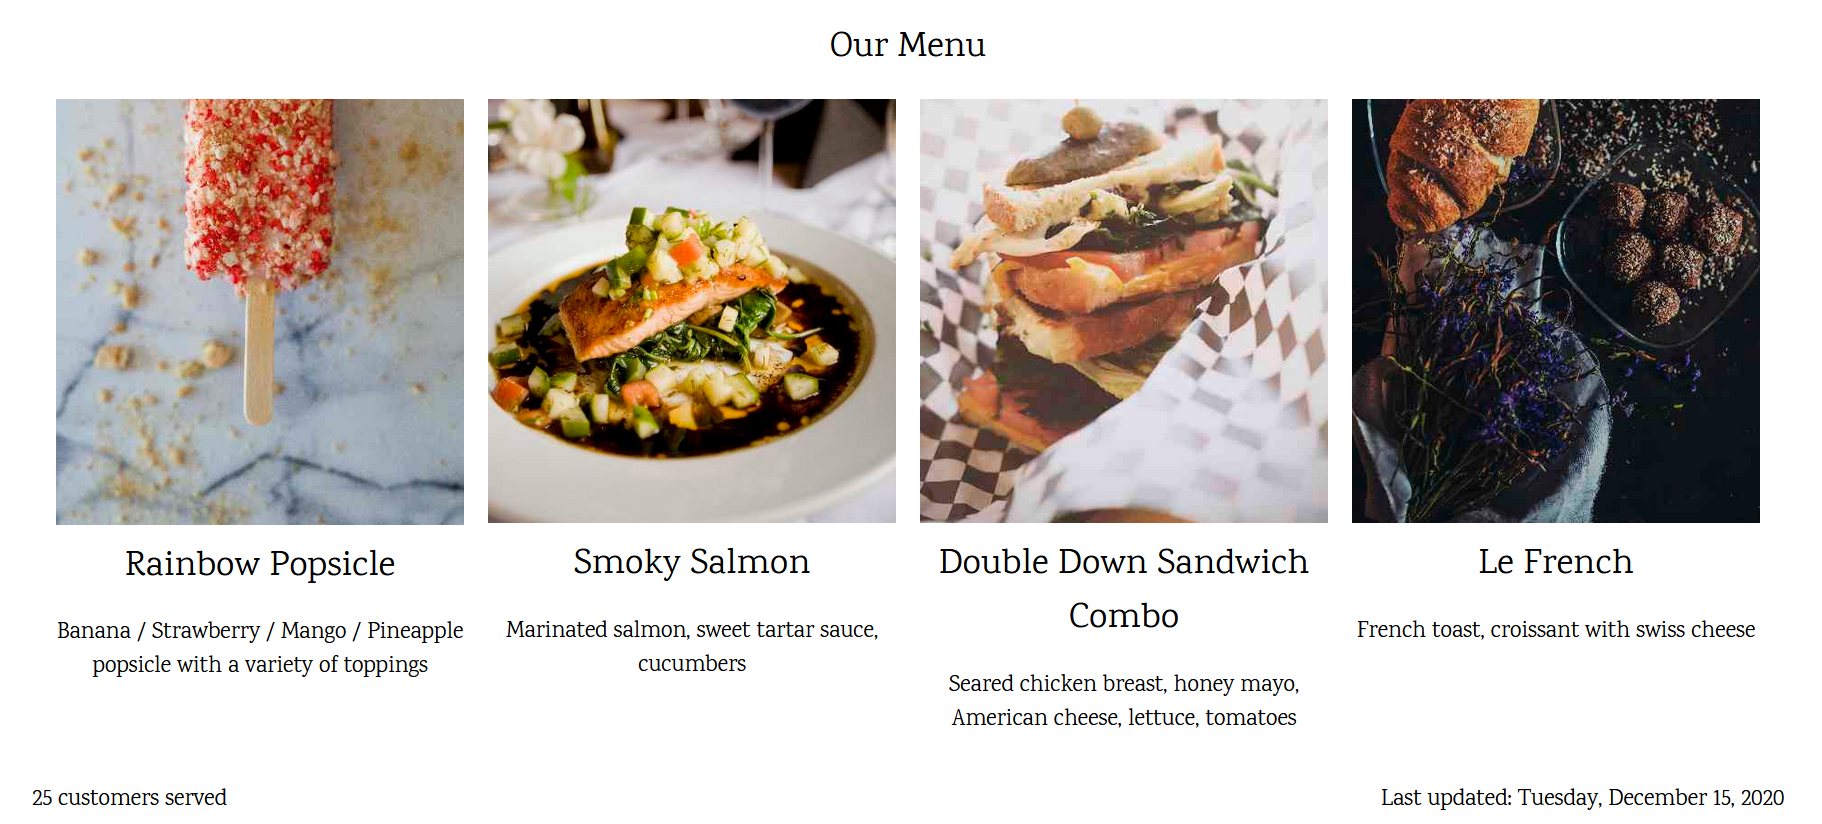 Our Menu
Rainbow Popsicle
Banana / Strawberry / Mango / Pineapple
popsicle with a variety of toppings
Smoky Salmon
Marinated salmon, sweet tartar sauce,
cucumbers
Double Down Sandwich
Combo
Seared chicken breast, honey mayo,
American cheese, lettuce, tomatoes
Le French
French toast, croissant with swiss cheese
25 customers served
Last updated: Tuesday, December 15, 2020